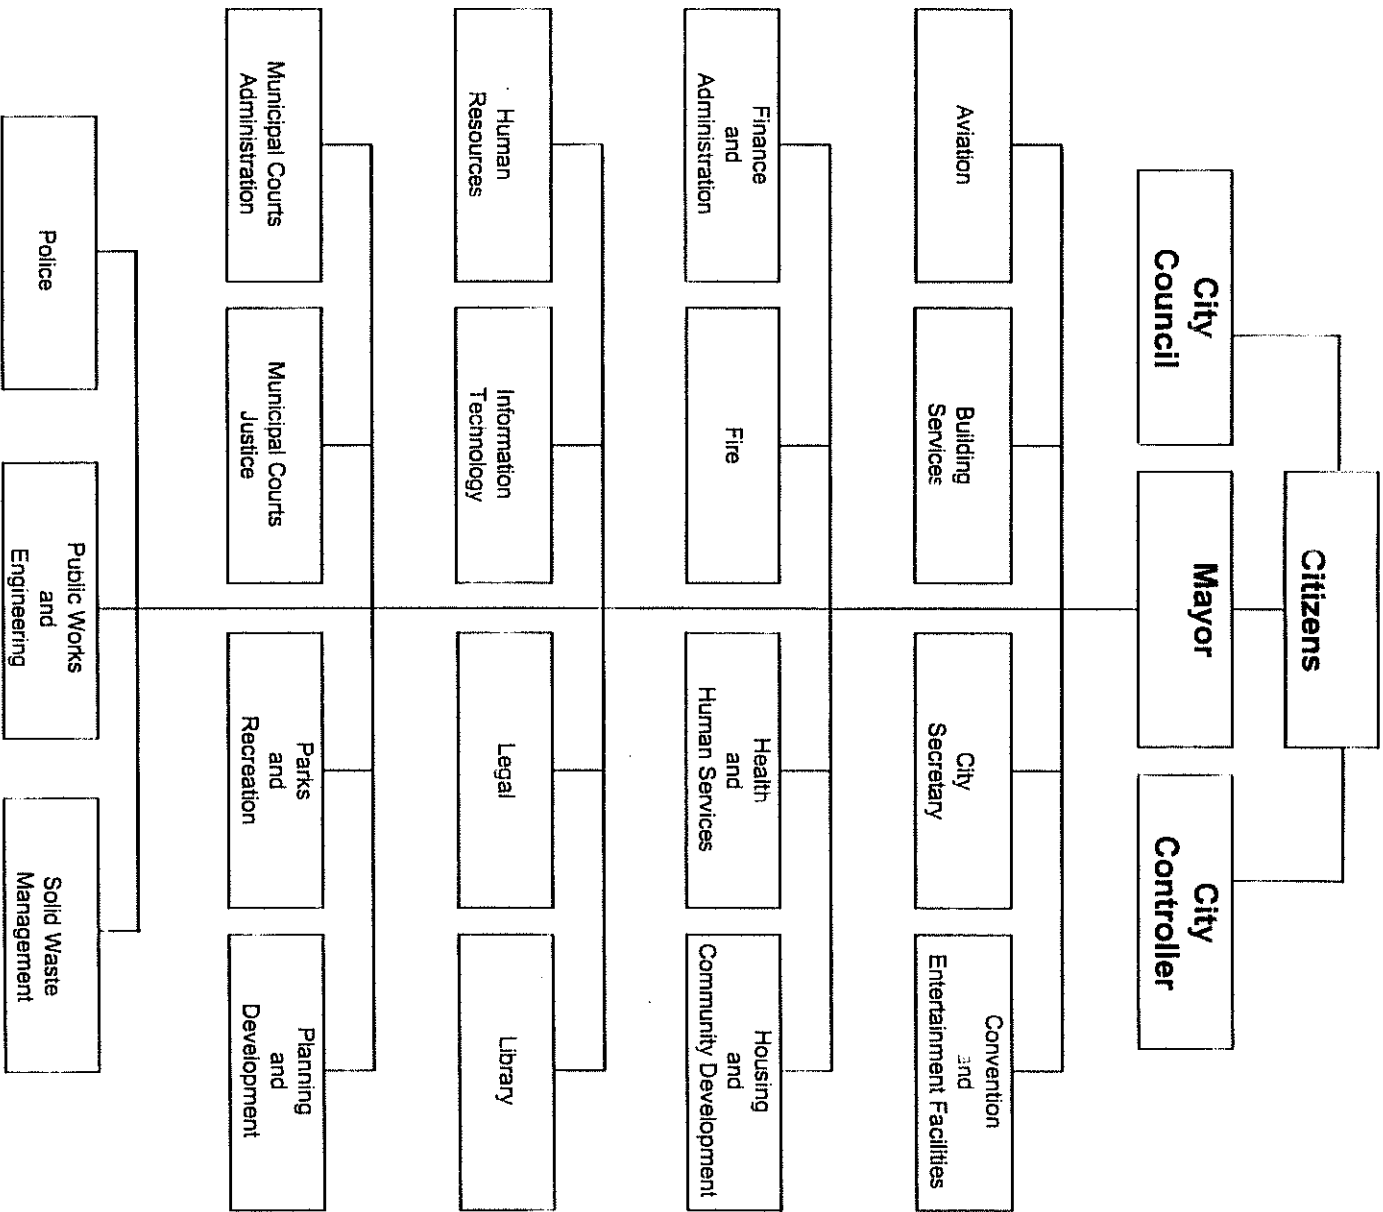 Citizens
City
Council
Mayor
City
Controller
Aviation
Building
Services
City
Secretary
Convention
and
Entertainment Facilities
Finance
and
Administration
Fire
Health
and
Human Services
Housing
and
Community Development
Human
Resources
Information
Technology
Legal
Library
Municipal Courts
Administration
Municipal Courts
Justice
Parks
and
Recreation
Planning
and
Development
Police
Public Works
and
Engineering
Solid Waste
Management